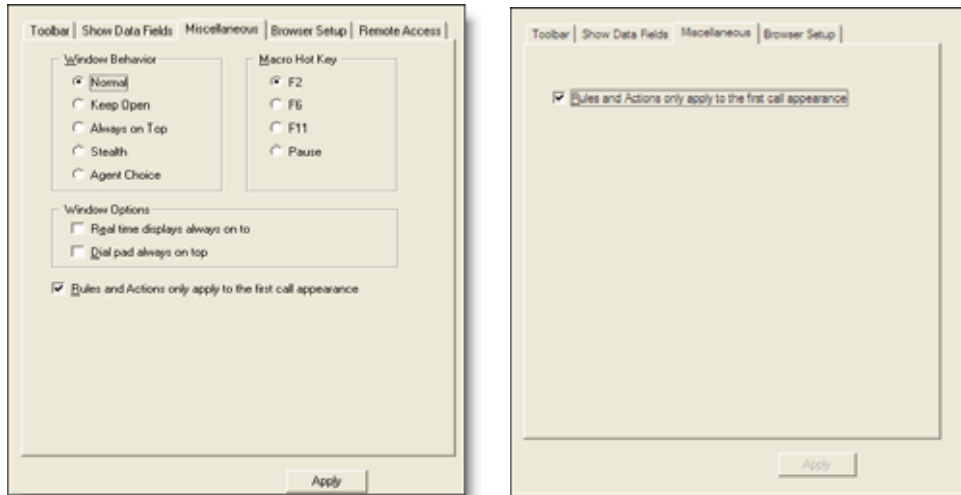 Toolbar Show Data Fields Miscellaneous Browser Setup Remote Access
Window Behavior
Normal
Keep Open
Always on Top
Stealth
Agent Choice
Macro Hot Key
F2
F6
F11
Pause
Window Options
Real time displays always on to
Dial pad always on top
Rules and Actions only apply to the first call appearance
Apply
Toolbar Show Data Fields Miscellaneous Browser Setup
Rules and Actions only apply to the first call appearance
Apply